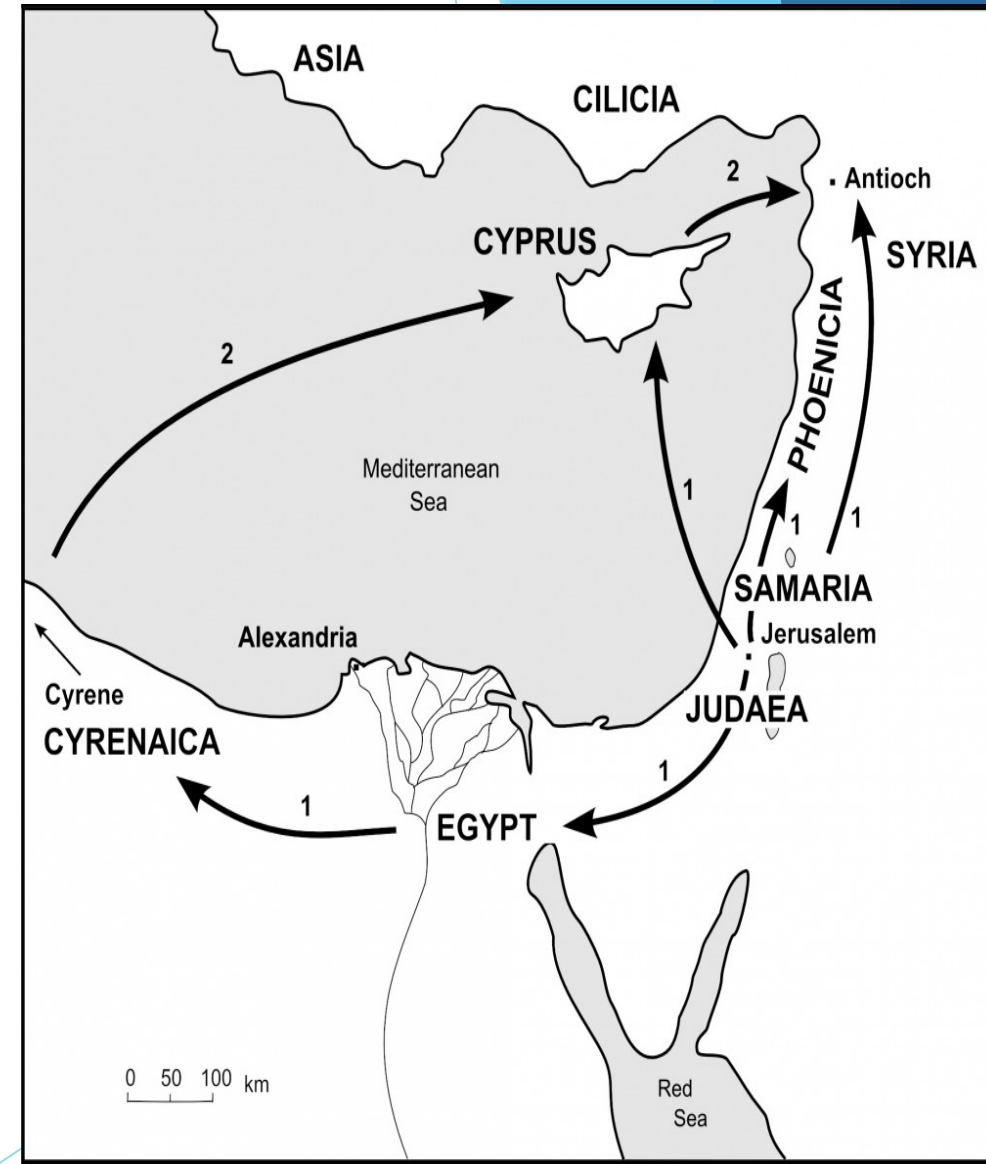 ASIA
CILICIA
2
Antioch
CYPRUS
SYRIA
PHOENICIA
2
Mediterranean
Sea
1
1
1
SAMARIA
Jerusalem
Alexandria
Cyrene
JUDAEA
CYRENAICA
1
1
EGYPT
0 50 100 km
Red
Sea